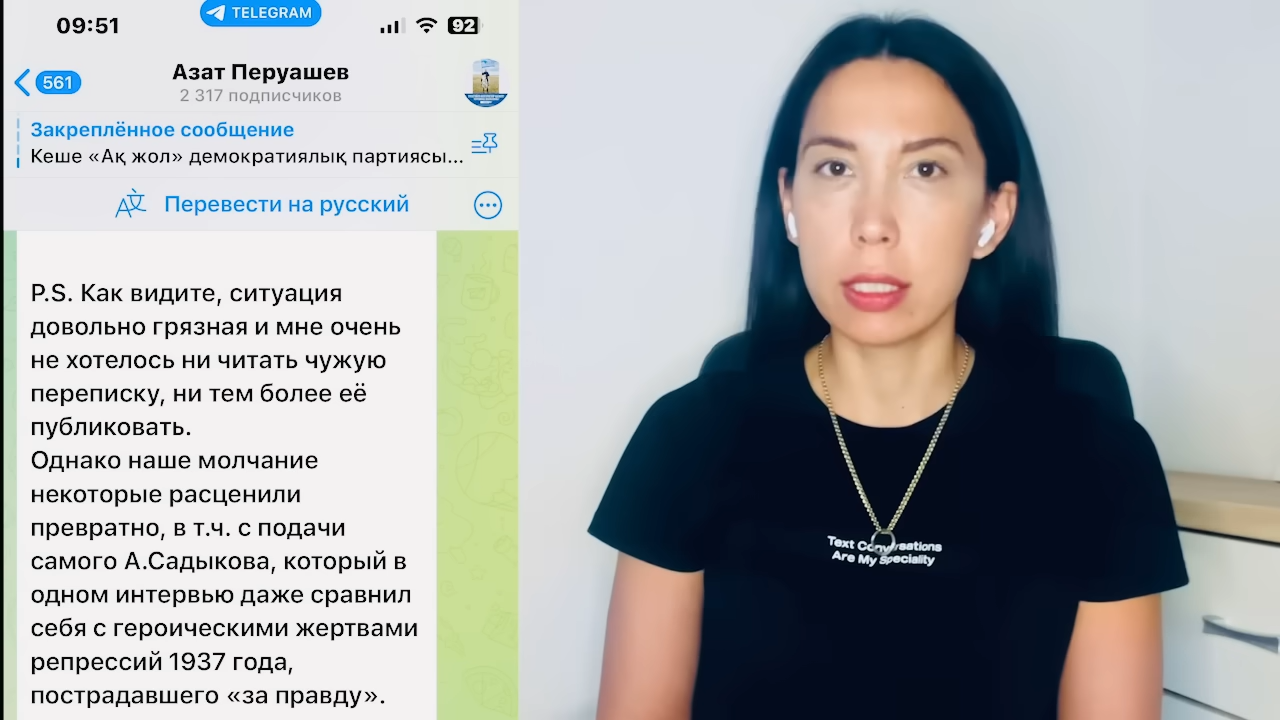 09:51
TELEGRAM
92
561
Азат Перуашев
2 317 подписчиков
Закреплённое сообщение
Кеше «Ақ жол» демократиялық партиясы...
Перевести на русский
P.S. Как видите, ситуация
довольно грязная и мне очень
не хотелось ни читать чужую
переписку, ни тем более её
публиковать.
Однако наше молчание
некоторые расценили
превратно, в т.ч. с подачи
самого А.Садыкова, который в
одном интервью даже сравнил
себя с героическими жертвами
репрессий 1937 года,
пострадавшего «за правду».
Text Conversations
Are My Speciality